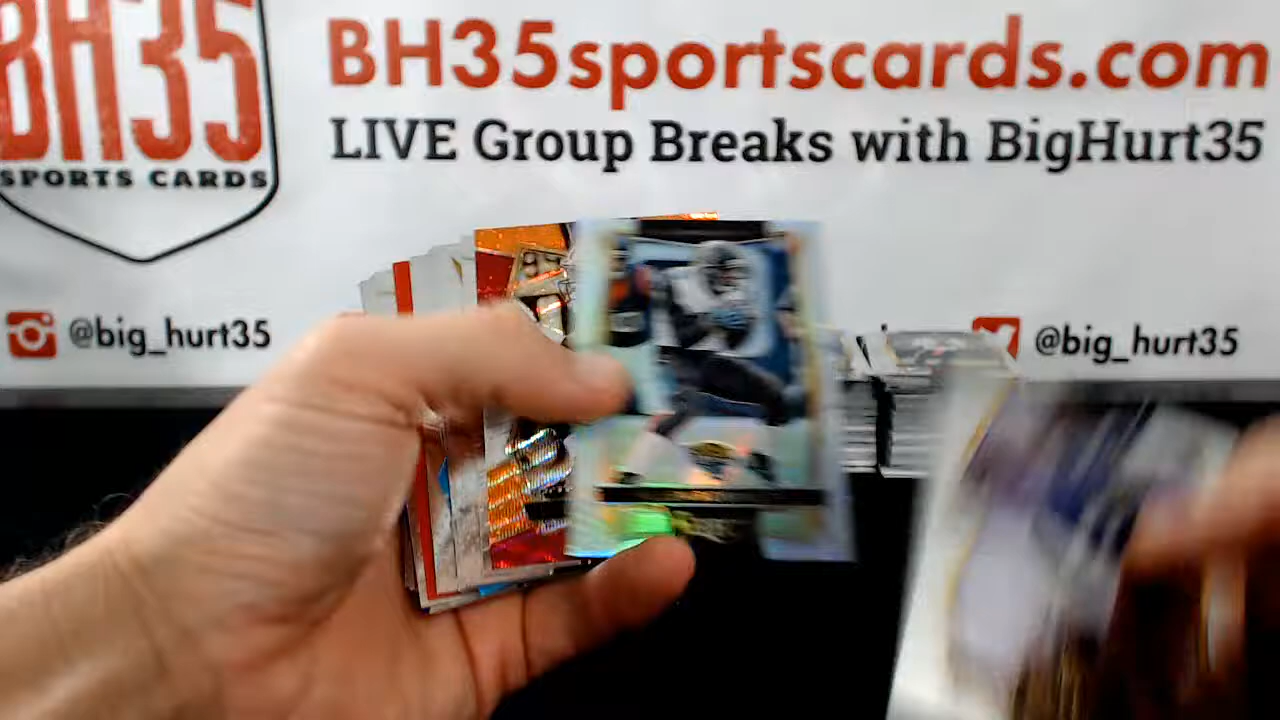 BH35
SPORTS CARDS
BH35sportscards.com
LIVE Group Breaks with BigHurt35
@big_hurt35
@big_hurt35